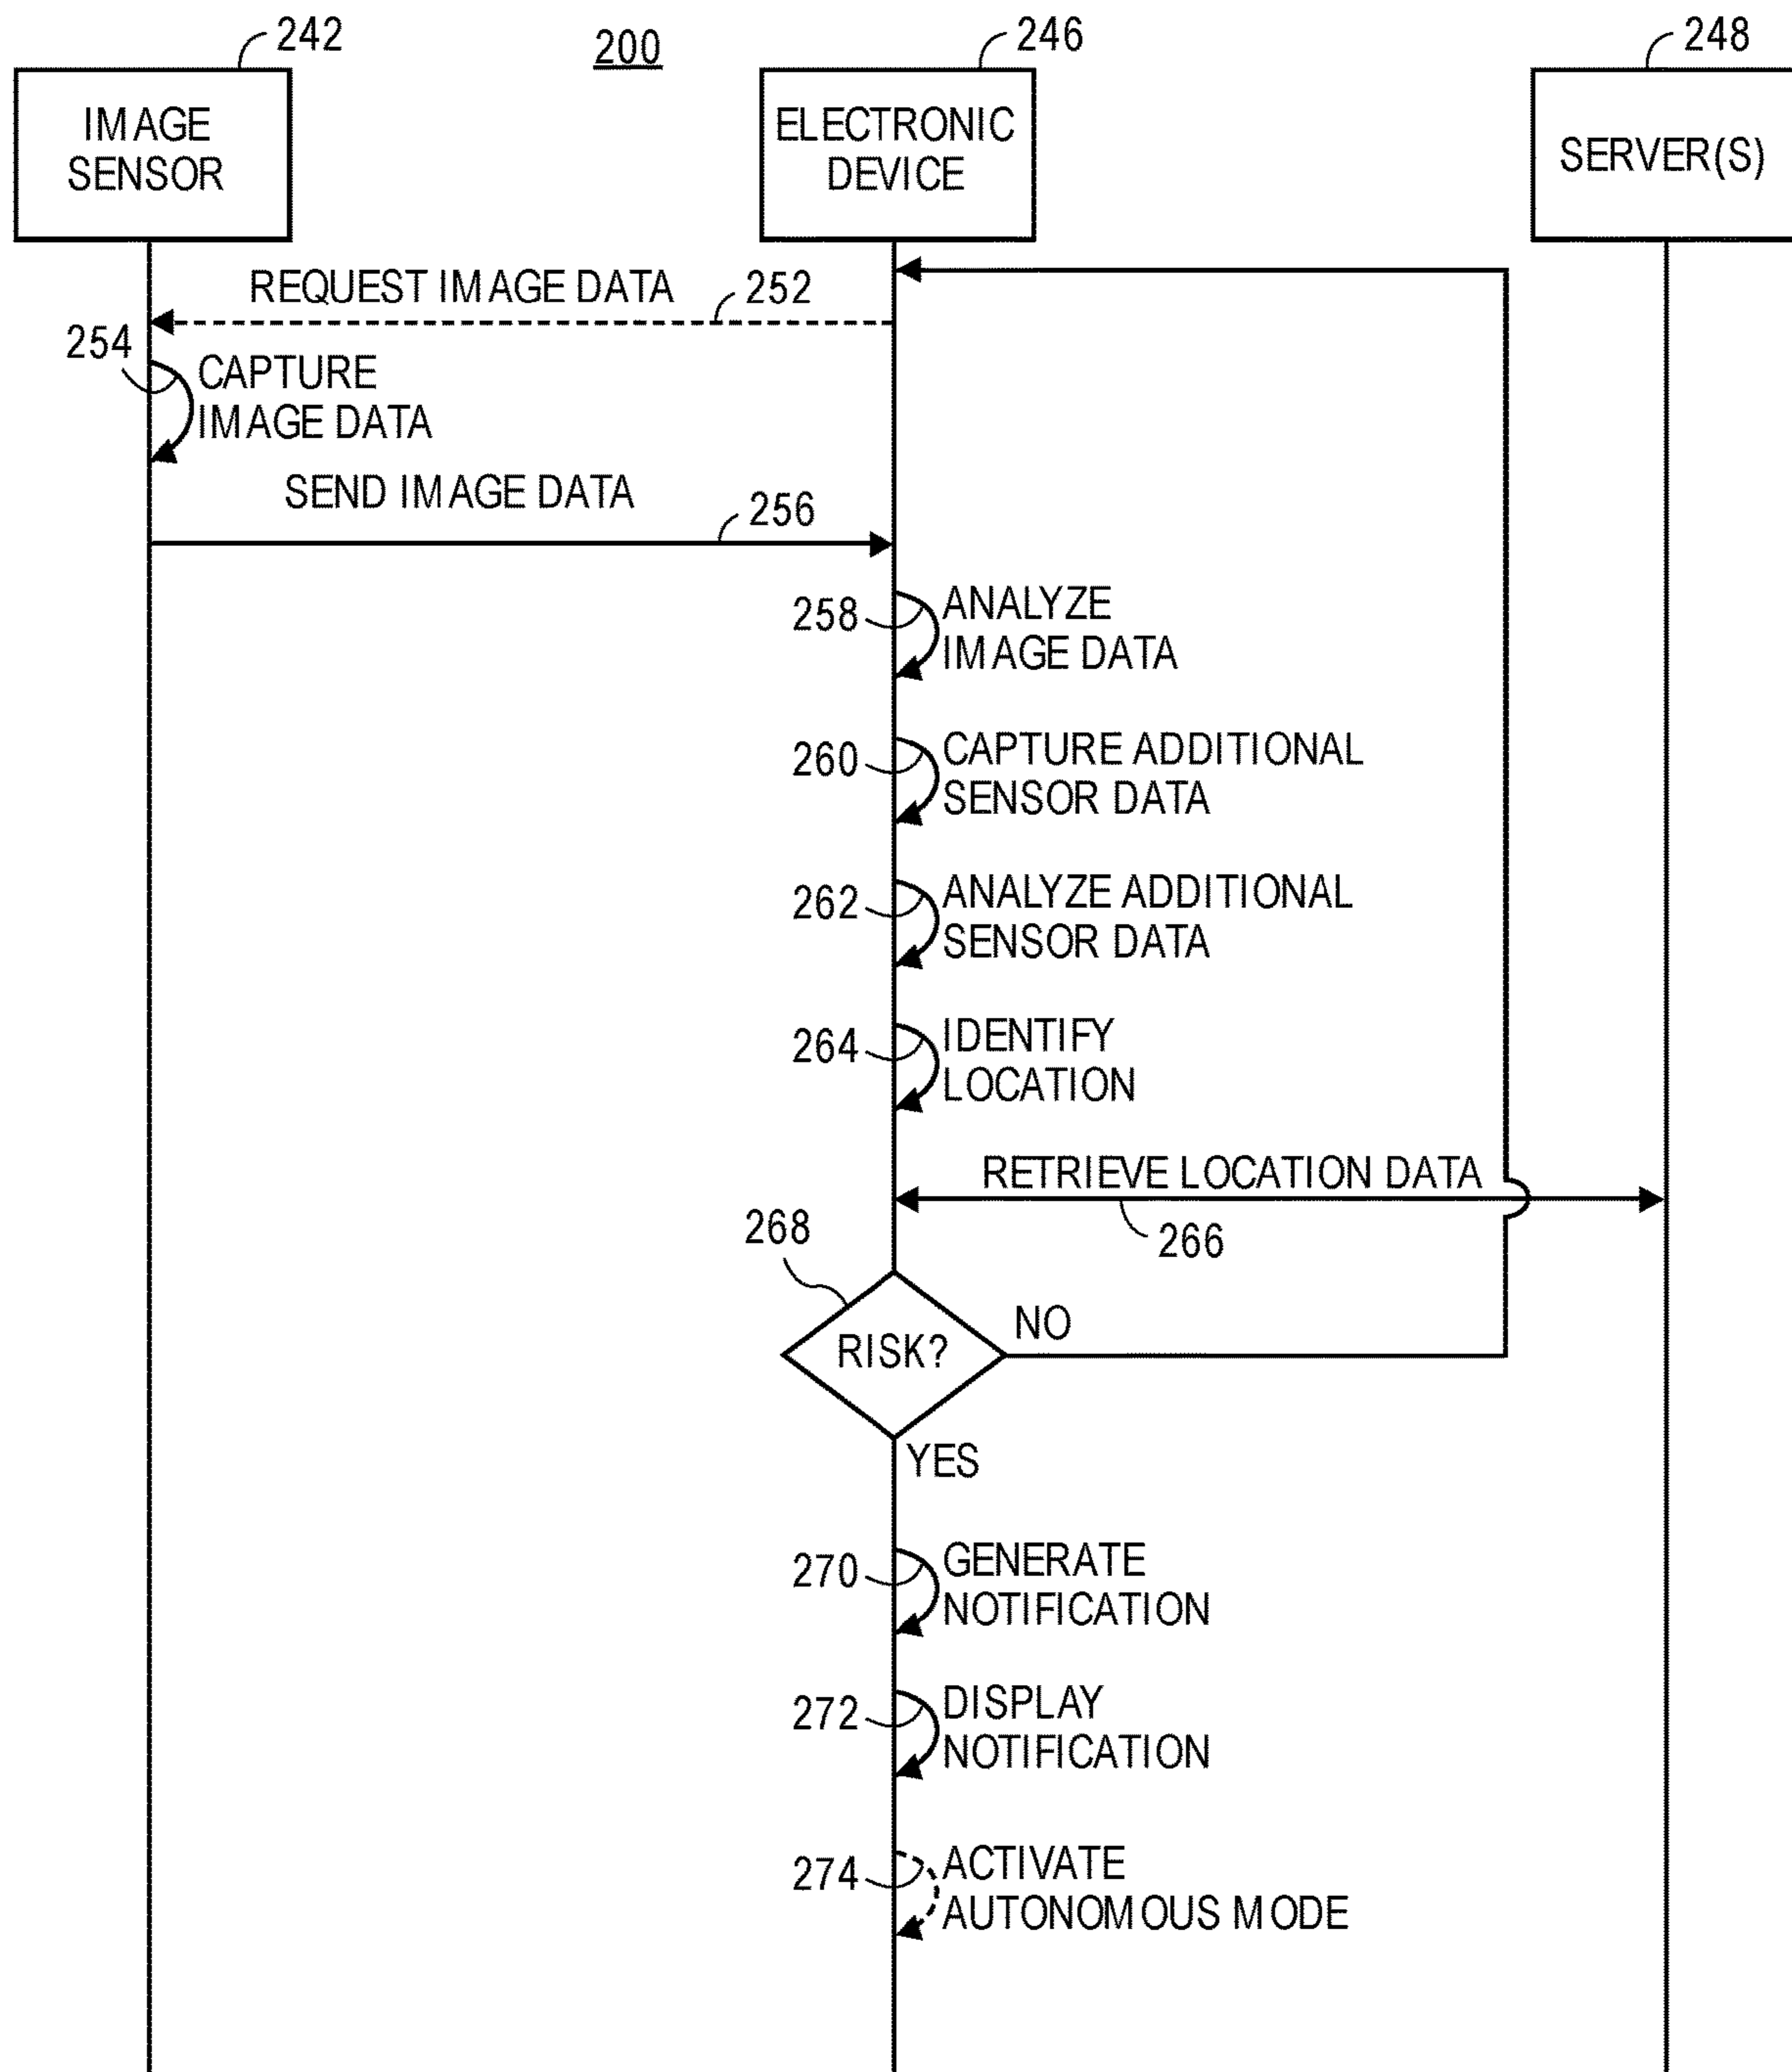 242
200
246
248
IMAGE
SENSOR
ELECTRONIC
DEVICE
SERVER(S)
REQUEST IMAGE DATA
252
254
CAPTURE
IMAGE DATA
SEND IMAGE DATA
256
258
ANALYZE
IMAGE DATA
260
CAPTURE ADDITIONAL
SENSOR DATA
262
ANALYZE ADDITIONAL
SENSOR DATA
264
IDENTIFY
LOCATION
RETRIEVE LOCATION DATA
266
268
RISK?
NO
YES
270
GENERATE
NOTIFICATION
272
DISPLAY
NOTIFICATION
274
ACTIVATE
AUTONOMOUS MODE